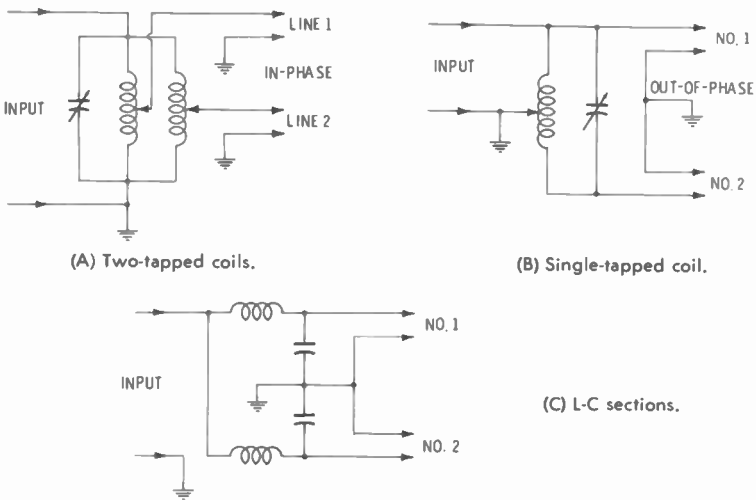 LINE 1
IN-PHASE
INPUT
LINE 2
(A) Two-tapped coils.
NO. 1
INPUT
OUT-OF-PHASE
NO. 2
(B) Single-tapped coil.
NO. 1
INPUT
(C) L-C sections.
NO. 2